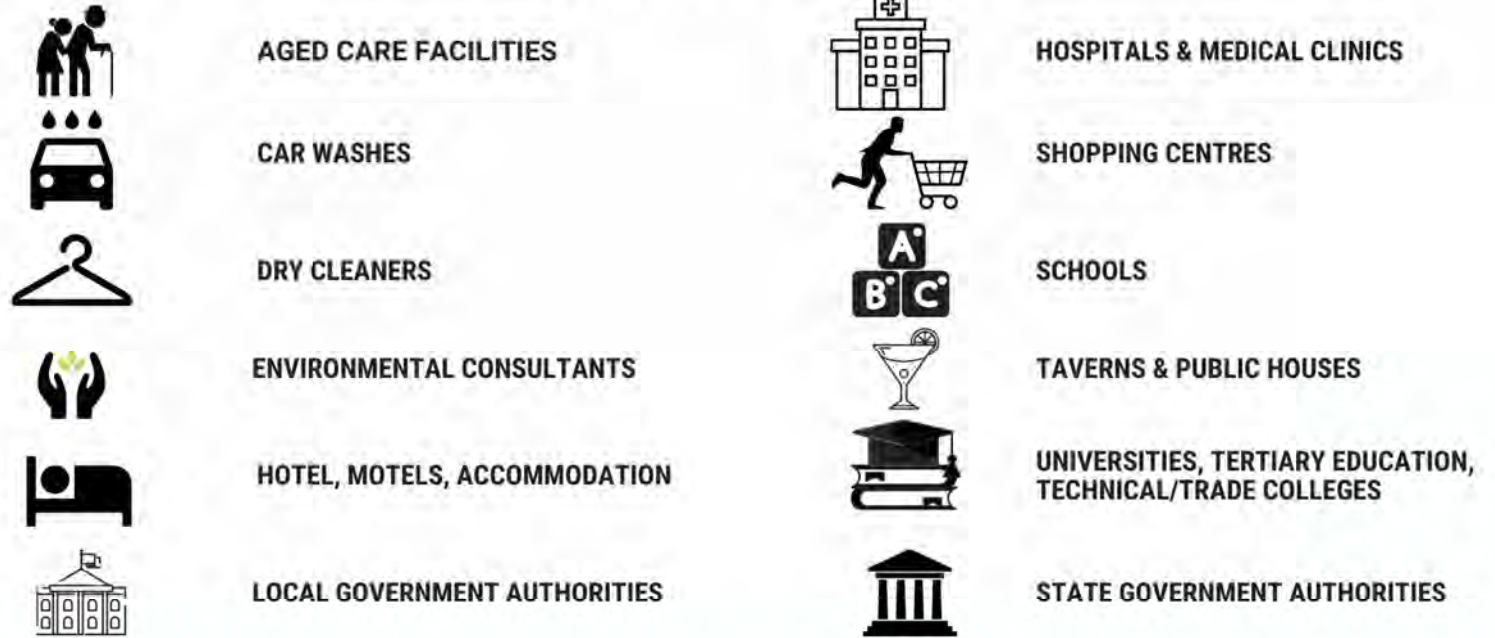 AGED CARE FACILITIES
HOSPITALS & MEDICAL CLINICS
CAR WASHES
SHOPPING CENTRES
DRY CLEANERS
A
B C
SCHOOLS
ENVIRONMENTAL CONSULTANTS
TAVERNS & PUBLIC HOUSES
HOTEL, MOTELS, ACCOMMODATION
UNIVERSITIES, TERTIARY EDUCATION,
TECHNICAL/TRADE COLLEGES
LOCAL GOVERNMENT AUTHORITIES
STATE GOVERNMENT AUTHORITIES